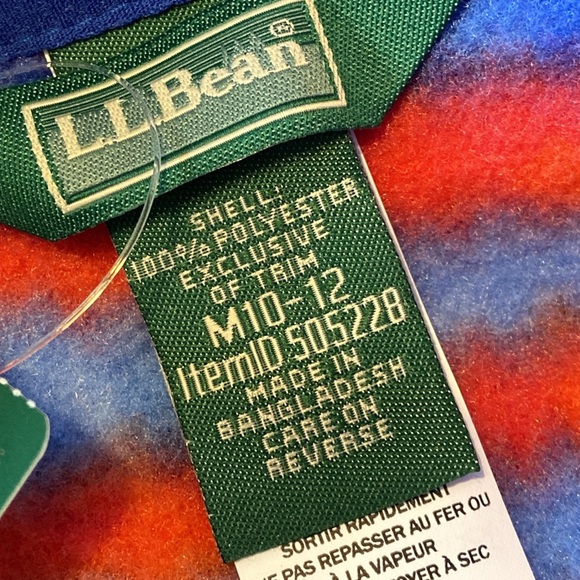 L.L.Bean®
SHELL:
100% POLYESTER
EXCLUSIVE
OF TRIM
M10-12
ItemID 505228
MADE IN
BANGLADESH
CARE ON
REVERSE
SORTIR RAPIDEMENT
PAS REPASSER AU FER OU
À LA VAPEUR
À SEC